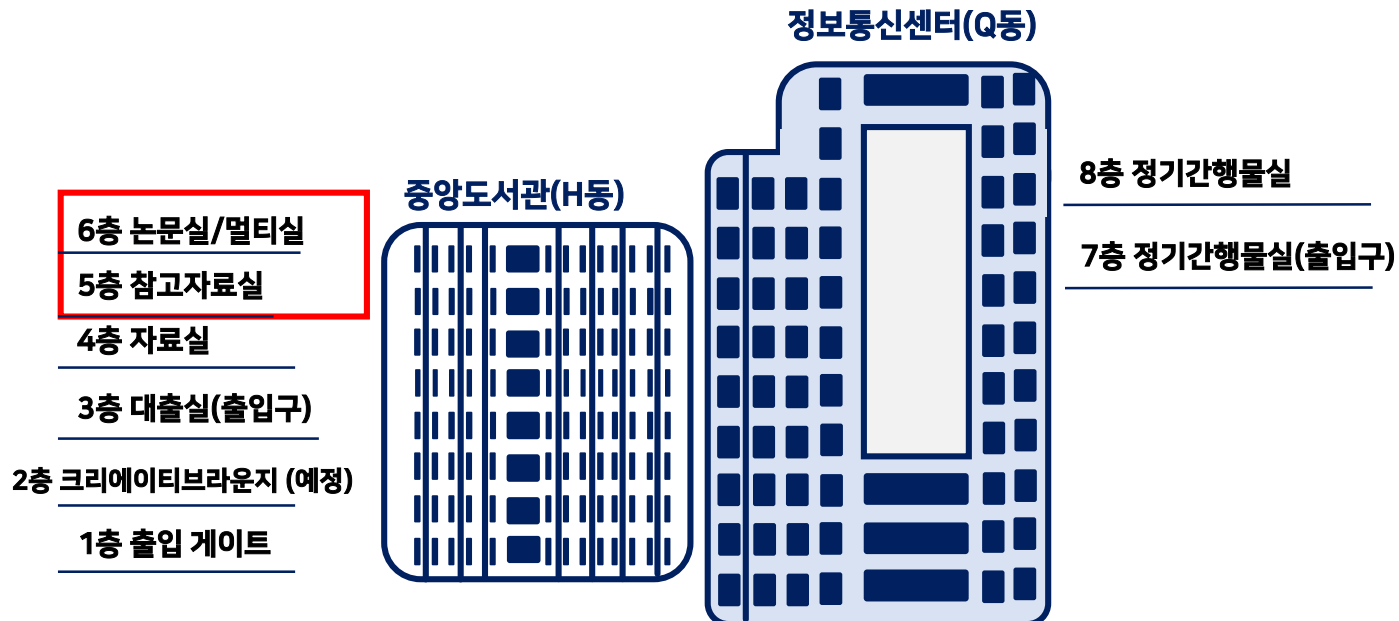 정보통신센터(Q동)
중앙도서관(H동)
6층 논문실/멀티실
5층 참고자료실
4층 자료실
3층 대출실(출입구)
2층 크리에이티브라운지 (예정)
1층 출입 게이트
8층 정기간행물실
7층 정기간행물실(출입구)